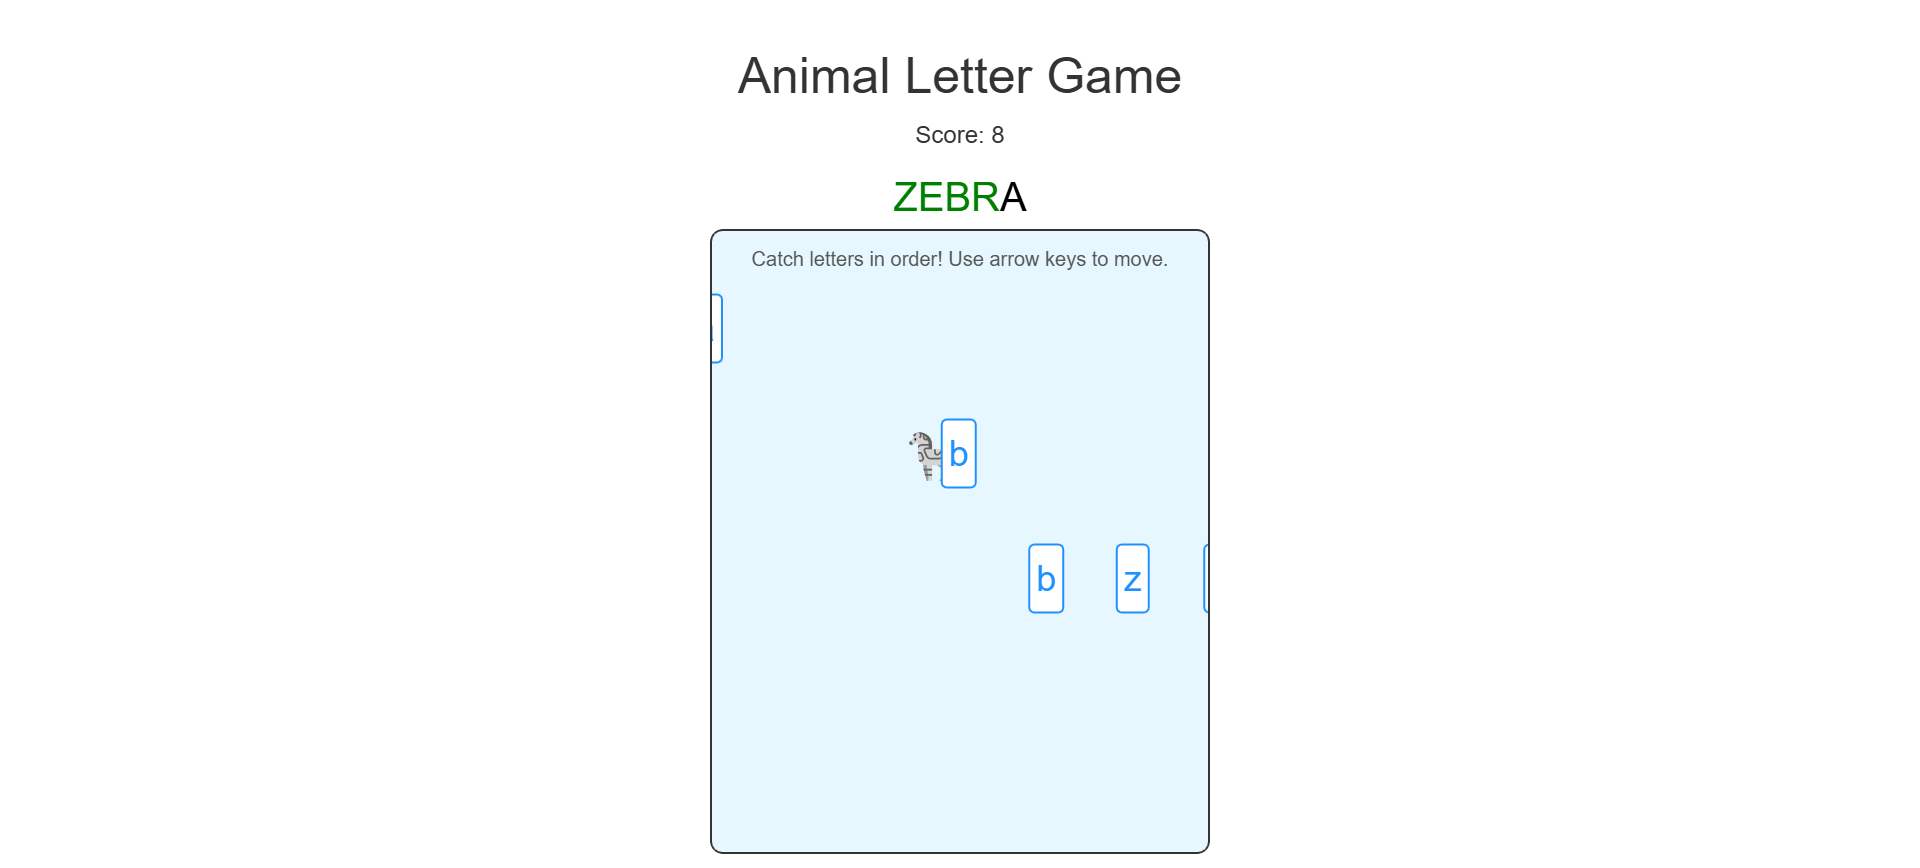 Animal Letter Game
Score: 8
ZEBRA
Catch letters in order! Use arrow keys to move.
b
b z